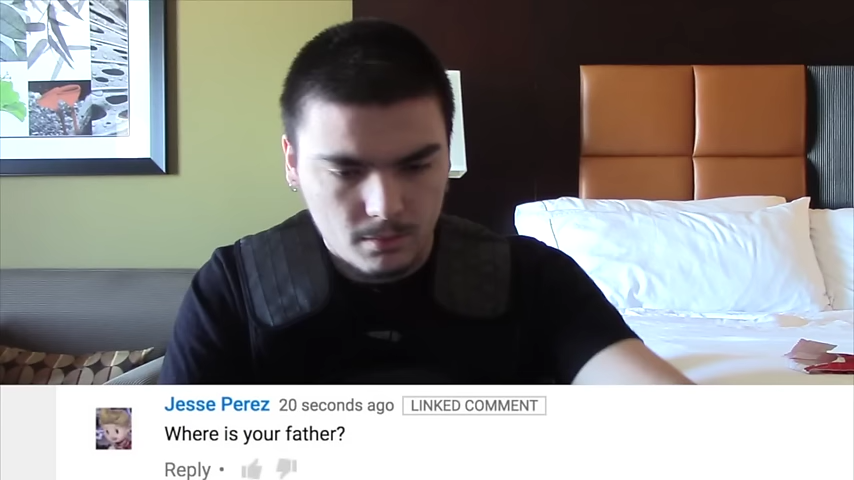 Jesse Perez 20 seconds ago LINKED COMMENT
Where is your father?
Reply •